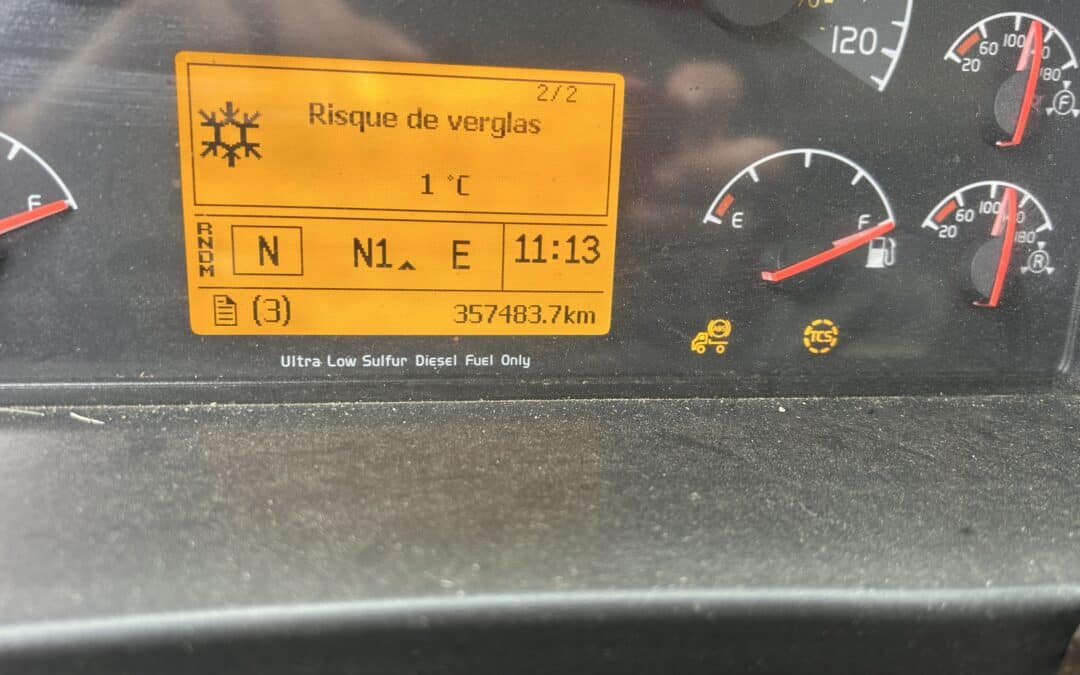 2/2
Risque de verglas
1 °C
R
N
D
M
N
N1 E
11:13
(3)
357483.7km
Ultra Low Sulfur Diesel Fuel Only
120
E
F
F
ABS
TCS
20
60
100
180
F
20
60
100
180
R